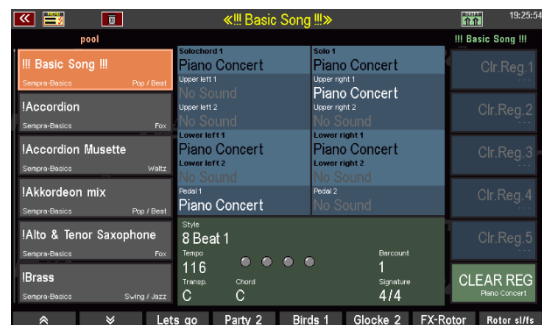 «!!! Basic Song !!!»
19:25:54
pool
!!! Basic Song !!!
!!! Basic Song !!!
Sempra-Basics Pop / Beat
!Accordion
Sempra-Basics Fox
!Accordion Musette
Sempra-Basics Waltz
!Akkordeon mix
Sempra-Basics Pop / Beat
!Alto & Tenor Saxophone
Sempra-Basics Fox
!Brass
Sempra-Basics Swing / Jazz
Solochord 1
Piano Concert
Solo 1
Piano Concert
Upper left 1
No Sound
Upper right 1
Piano Concert
Upper left 2
No Sound
Upper right 2
No Sound
Lower left 1
Piano Concert
Lower right 1
Piano Concert
Lower left 2
No Sound
Lower right 2
No Sound
Pedal 1
Piano Concert
Pedal 2
No Sound
Style
8 Beat 1
Tempo
116
Barcount
1
Transp.
C
Chord
C
Signature
4/4
Clr.Reg.1
Clr.Reg.2
Clr.Reg.3
Clr.Reg.4
Clr.Reg.5
CLEAR REG
Piano Concert
Lets go Party 2 Birds 1 Glocke 2 FX-Rotor Rotor sl/fs